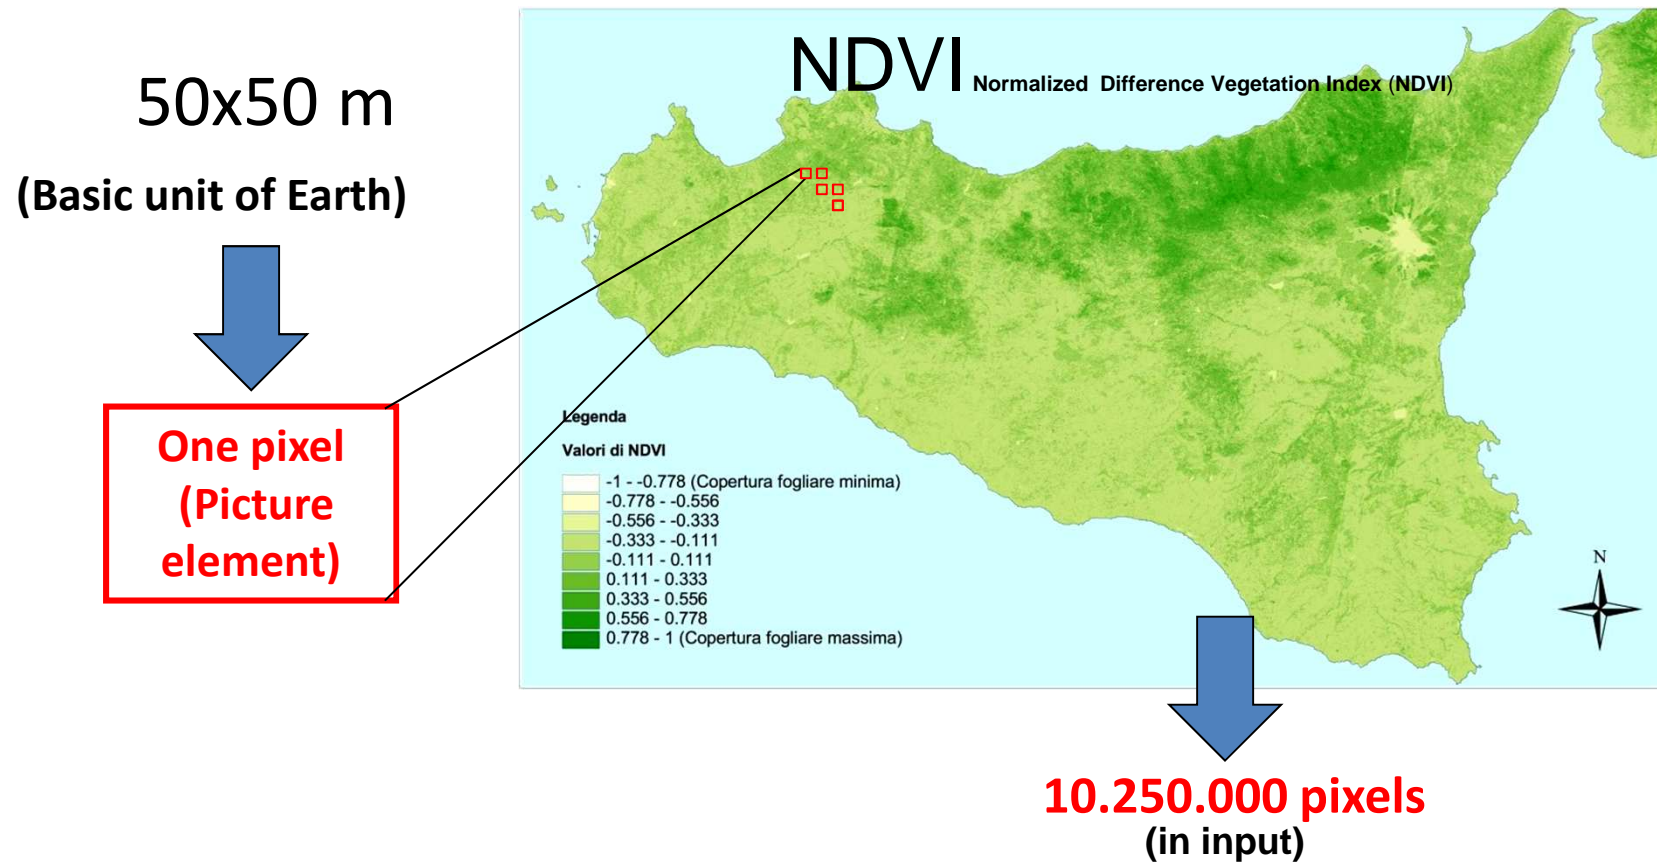 50x50 m
(Basic unit of Earth)
One pixel
(Picture
element)
NDVI Normalized Difference Vegetation Index (NDVI)
Legenda
Valori di NDVI
-1 - -0.778 (Copertura fogliare minima)
-0.778 - -0.556
-0.556 - -0.333
-0.333 - -0.111
-0.111 - 0.111
0.111 - 0.333
0.333 - 0.556
0.556 - 0.778
0.778 - 1 (Copertura fogliare massima)
N
10.250.000 pixels
(in input)